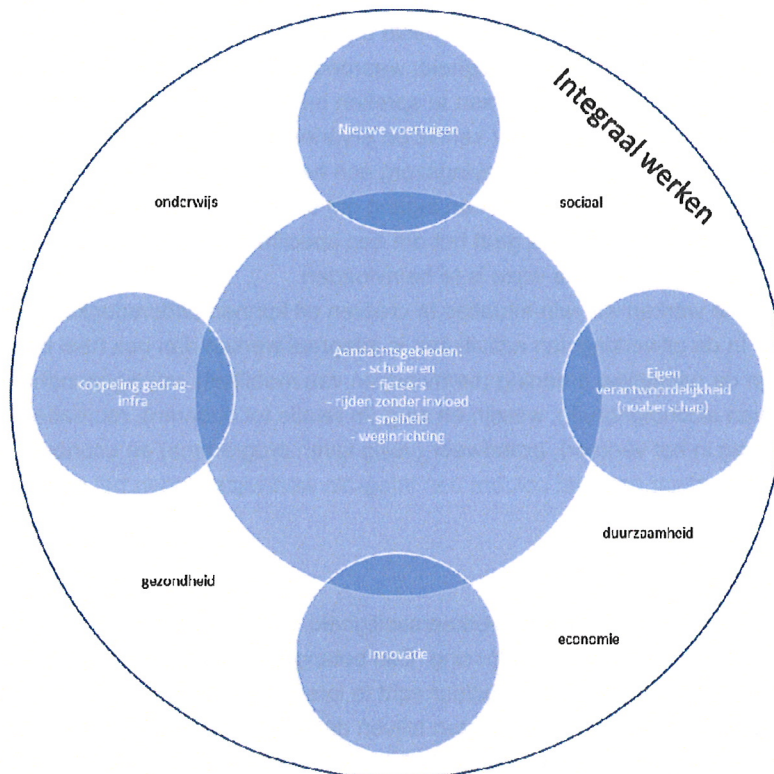 Integraal werken
Nieuwe voertuigen
onderwijs
sociaal
Koppeling gedrag-
infra
Aandachtsgebieden:
- scholieren
- fietsers
- rijden zonder invloed
- snelheid
- weginrichting
Eigen
verantwoordelijkheid
(noaberschap)
duurzaamheid
gezondheid
economie
Innovatie